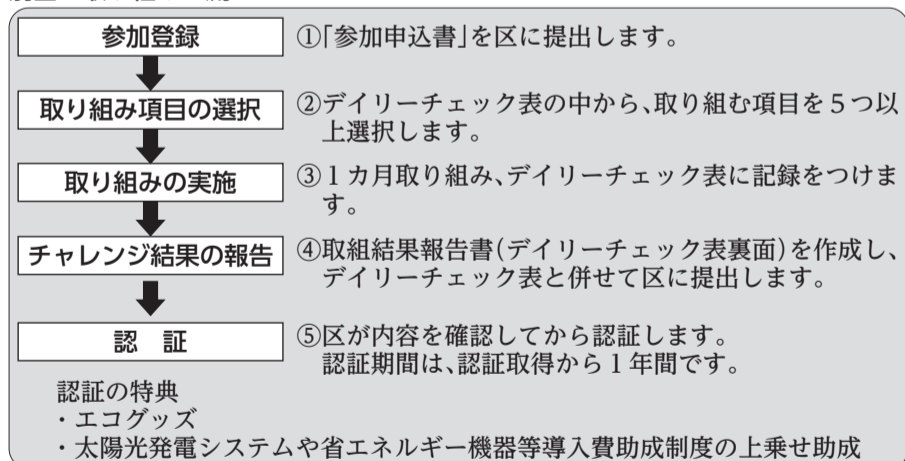 参加登録
①「参加申込書」を区に提出します。
取り組み項目の選択
②デイリーチェック表の中から、取り組む項目を5つ以
上選択します。
取り組みの実施
③1カ月取り組み、デイリーチェック表に記録をつけま
す。
チャレンジ結果の報告
④取組結果報告書(デイリーチェック表裏面)を作成し、
デイリーチェック表と併せて区に提出します。
認 証
⑤区が内容を確認してから認証します。
認証期間は、認証取得から1年間です。
認証の特典
・エコグッズ
・太陽光発電システムや省エネルギー機器等導入費助成制度の上乗せ助成